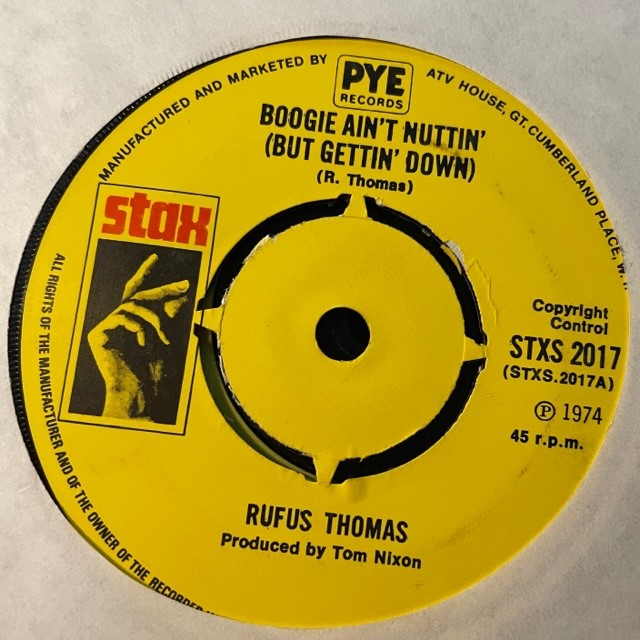 MANUFACTURED AND MARKETED BY
PYE
RECORDS
ATV HOUSE, GT. CUMBERLAND PLACE, W.
BOOGIE AIN'T NUTTIN'
(BUT GETTIN' DOWN)
(R. Thomas)
stax
Copyright
Control
STXS 2017
(STXS.2017A)
Ⓟ 1974
45 r.p.m.
RUFUS THOMAS
Produced by Tom Nixon
ALL RIGHTS OF THE MANUFACTURER AND OF THE OWNER OF THE RECORDED